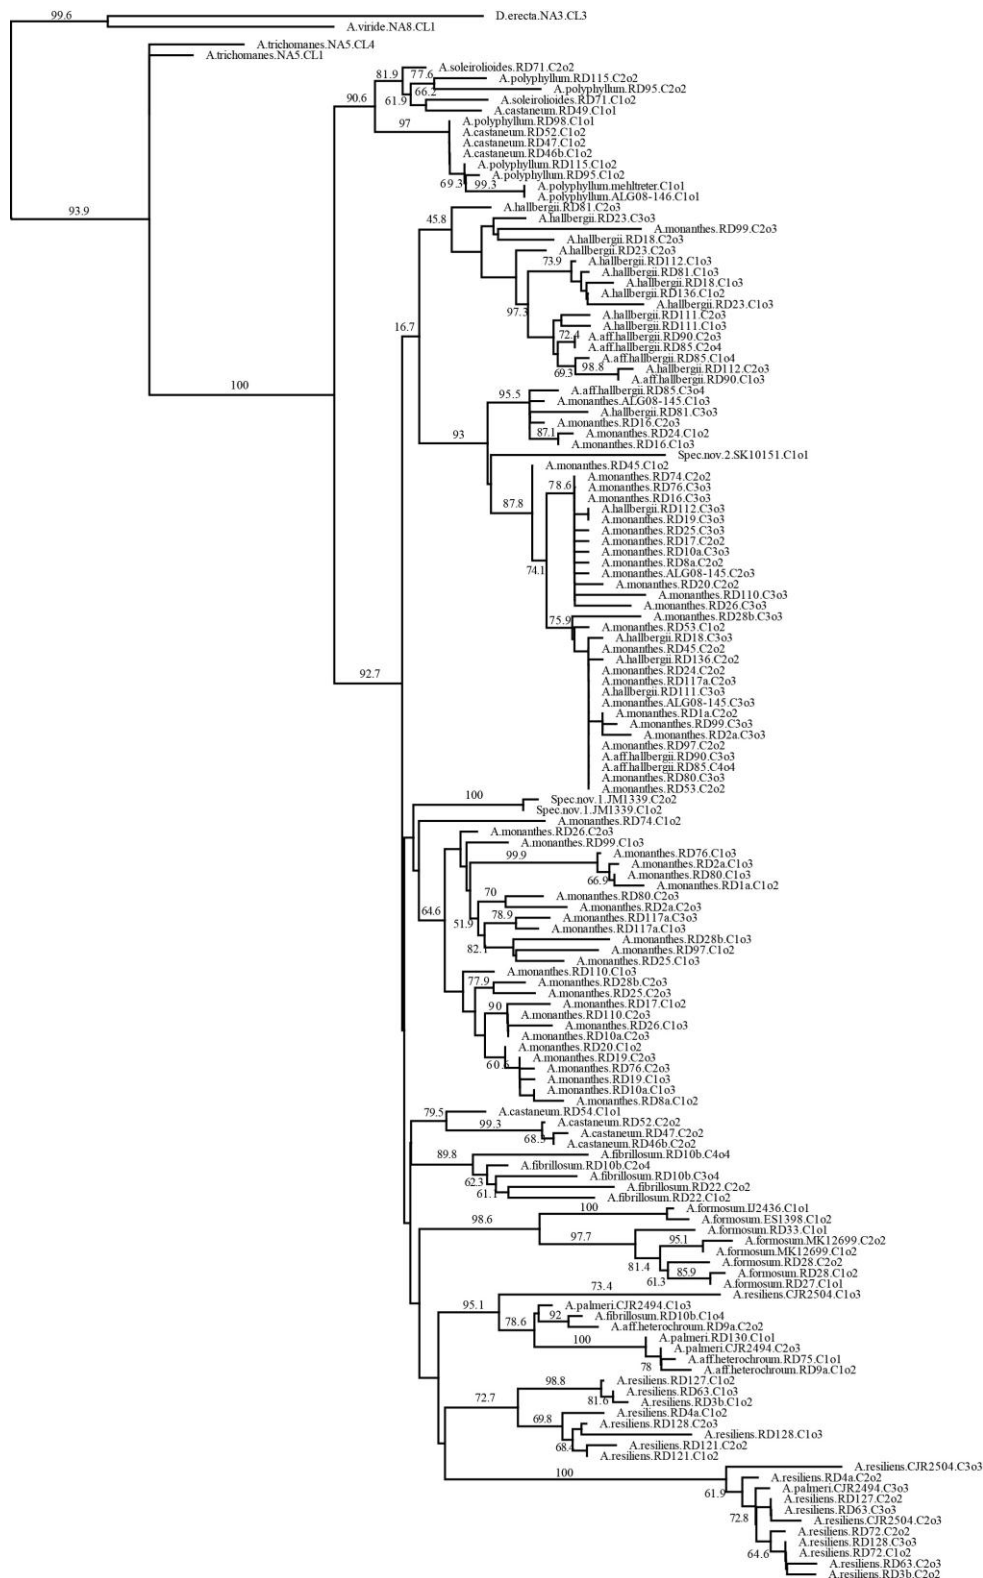 99.6
D.erecta.NA3.CL3
A.viride.NA8.CL1
A.trichomanes.NA5.CL4
A.trichomanes.NA5.CL1
A.soleirolioides.RD71.C2o2
81.9
77.6
A.polyphyllum.RD115.C2o2
66.2
A.polyphyllum.RD95.C2o2
90.6
61.9
A.soleirolioides.RD71.C1o2
A.castaneum.RD49.C1o1
97
A.polyphyllum.RD98.C1o1
A.castaneum.RD52.C1o2
A.castaneum.RD47.C1o2
A.castaneum.RD46b.C1o2
A.polyphyllum.RD115.C1o2
A.polyphyllum.RD95.C1o2
69.3
99.3
A.polyphyllum.mehltreter.C1o1
A.polyphyllum.ALG08-146.C1o1
93.9
A.hallbergii.RD81.C2o3
45.8
A.hallbergii.RD23.C3o3
A.monanthes.RD99.C2o3
A.hallbergii.RD18.C2o3
A.hallbergii.RD23.C2o3
73.9
A.hallbergii.RD112.C1o3
A.hallbergii.RD81.C1o3
A.hallbergii.RD18.C1o3
A.hallbergii.RD136.C1o2
A.hallbergii.RD23.C1o3
97.3
A.hallbergii.RD111.C2o3
16.7
A.hallbergii.RD111.C1o3
72.4
A.aff.hallbergii.RD90.C2o3
A.aff.hallbergii.RD85.C2o4
A.aff.hallbergii.RD85.C1o4
69.3
98.8
A.hallbergii.RD112.C2o3
A.aff.hallbergii.RD90.C1o3
100
95.5
A.aff.hallbergii.RD85.C3o4
A.monanthes.ALG08-145.C1o3
A.hallbergii.RD81.C3o3
A.monanthes.RD16.C2o3
93
87.1
A.monanthes.RD24.C1o2
A.monanthes.RD16.C1o3
Spec.nov.2.SK10151.C1o1
A.monanthes.RD45.C1o2
A.monanthes.RD74.C2o2
78.6
A.monanthes.RD76.C3o3
A.monanthes.RD16.C3o3
87.8
A.hallbergii.RD112.C3o3
A.monanthes.RD19.C3o3
A.monanthes.RD25.C3o3
A.monanthes.RD17.C2o2
A.monanthes.RD10a.C3o3
A.monanthes.RD8a.C2o2
74.1
A.monanthes.ALG08-145.C2o3
A.monanthes.RD20.C2o2
A.monanthes.RD110.C3o3
A.monanthes.RD26.C3o3
75.9
A.monanthes.RD28b.C3o3
A.monanthes.RD53.C1o2
A.hallbergii.RD18.C3o3
A.monanthes.RD45.C2o2
A.hallbergii.RD136.C2o2
92.7
A.monanthes.RD24.C2o2
A.monanthes.RD117a.C2o3
A.hallbergii.RD111.C3o3
A.monanthes.ALG08-145.C3o3
A.monanthes.RD1a.C2o2
A.monanthes.RD99.C3o3
A.monanthes.RD2a.C3o3
A.monanthes.RD97.C2o2
A.aff.hallbergii.RD90.C3o3
A.aff.hallbergii.RD85.C4o4
A.monanthes.RD80.C3o3
A.monanthes.RD53.C2o2
100
Spec.nov.1.JM1339.C2o2
Spec.nov.1.JM1339.C1o2
A.monanthes.RD74.C1o2
A.monanthes.RD26.C2o3
A.monanthes.RD99.C1o3
99.9
A.monanthes.RD76.C1o3
A.monanthes.RD2a.C1o3
A.monanthes.RD80.C1o3
66.9
A.monanthes.RD1a.C1o2
70
A.monanthes.RD80.C2o3
A.monanthes.RD2a.C2o3
64.6
78.9
A.monanthes.RD117a.C3o3
51.9
A.monanthes.RD117a.C1o3
A.monanthes.RD28b.C1o3
82.1
A.monanthes.RD97.C1o2
A.monanthes.RD25.C1o3
A.monanthes.RD110.C1o3
77.9
A.monanthes.RD28b.C2o3
A.monanthes.RD25.C2o3
90
A.monanthes.RD17.C1o2
A.monanthes.RD110.C2o3
A.monanthes.RD26.C1o3
A.monanthes.RD10a.C2o3
A.monanthes.RD20.C1o2
A.monanthes.RD19.C2o3
A.monanthes.RD76.C2o3
A.monanthes.RD19.C1o3
A.monanthes.RD10a.C1o3
A.monanthes.RD8a.C1o2
79.5
A.castaneum.RD54.C1o1
99.3
A.castaneum.RD52.C2o2
A.castaneum.RD47.C2o2
A.castaneum.RD46b.C2o2
89.8
A.fibrillosum.RD10b.C4o4
A.fibrillosum.RD10b.C2o4
62.3
A.fibrillosum.RD10b.C3o4
61.1
A.fibrillosum.RD22.C2o2
A.fibrillosum.RD22.C1o2
100
A.formosum.IJ2436.C1o1
98.6
A.formosum.ES1398.C1o2
97.7
A.formosum.RD33.C1o1
95.1
A.formosum.MK12699.C2o2
A.formosum.MK12699.C1o2
81.4
A.formosum.RD28.C2o2
61.3
85.9
A.formosum.RD28.C1o2
A.formosum.RD27.C1o1
73.4
A.resiliens.CJR2504.C1o3
95.1
A.palmeri.CJR2494.C1o3
92
A.fibrillosum.RD10b.C1o4
78.6
A.aff.heterochroum.RD9a.C2o2
100
A.palmeri.RD130.C1o1
A.palmeri.CJR2494.C2o3
A.aff.heterochroum.RD75.C1o1
78
A.aff.heterochroum.RD9a.C1o2
98.8
A.resiliens.RD127.C1o2
A.resiliens.RD63.C1o3
72.7
81.6
A.resiliens.RD3b.C1o2
A.resiliens.RD4a.C1o2
69.8
A.resiliens.RD128.C2o3
A.resiliens.RD128.C1o3
68.4
A.resiliens.RD121.C2o2
A.resiliens.RD121.C1o2
100
A.resiliens.CJR2504.C3o3
A.resiliens.RD4a.C2o2
61.9
A.palmeri.CJR2494.C3o3
A.resiliens.RD127.C2o2
A.resiliens.RD63.C3o3
72.8
A.resiliens.CJR2504.C2o3
A.resiliens.RD72.C2o2
A.resiliens.RD128.C3o3
64.6
A.resiliens.RD72.C1o2
A.resiliens.RD63.C2o3
A.resiliens.RD3b.C2o2